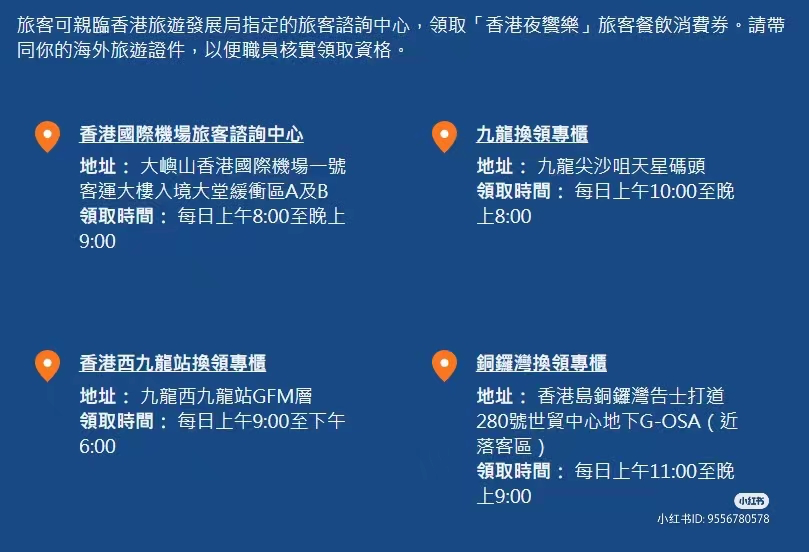 旅客可親臨香港旅遊發展局指定的旅客諮詢中心，領取「香港夜饗樂」旅客餐飲消費券。請帶
同你的海外旅遊證件，以便職員核實領取資格。
香港國際機場旅客諮詢中心
地址： 大嶼山香港國際機場一號
客運大樓入境大堂緩衝區A及B
領取時間： 每日上午8:00至晚上
9:00
九龍換領專櫃
地址： 九龍尖沙咀天星碼頭
領取時間： 每日上午10:00至晚
上8:00
香港西九龍站換領專櫃
地址： 九龍西九龍站GFM層
領取時間： 每日上午9:00至下午
6:00
銅鑼灣換領專櫃
地址： 香港島銅鑼灣告士打道
280號世貿中心地下G-OSA（近
落客區）
領取時間： 每日上午11:00至晚
上9:00
小红书
小红书ID: 9556780578